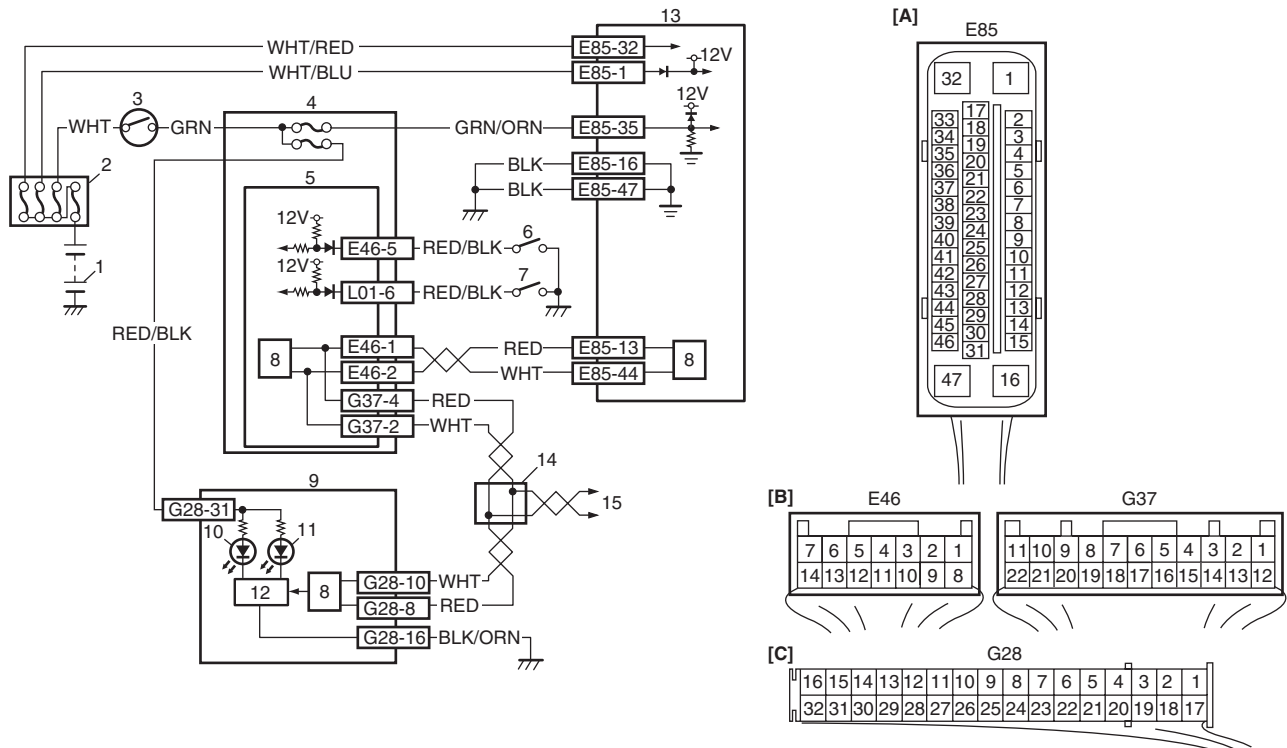 13
[A]
E85
WHT/RED
E85-32
12V
WHT/BLU
E85-1
32
1
3
4
12V
WHT
GRN
GRN/ORN
E85-35
2
BLK
E85-16
5
BLK
E85-47
12V
E46-5
RED/BLK
6
12V
L01-6
RED/BLK
7
1
RED/BLK
8
E46-1
RED
E85-13
8
E46-2
WHT
E85-44
G37-4
RED
G37-2
WHT
14
15
9
G28-31
10
11
12
8
G28-10
WHT
G28-8
RED
G28-16
BLK/ORN
33 34 35 36 37 38 39 40 41 42 43 44 45 46
17 18 19 20 21 22 23 24 25 26 27 28 29 30 31
2 3 4 5 6 7 8 9 10 11 12 13 14 15
47
16
[B]
E46
7 6 5 4 3 2 1
14 13 12 11 10 9 8
G37
11 10 9 8 7 6 5 4 3 2 1
22 21 20 19 18 17 16 15 14 13 12
[C]
G28
16 15 14 13 12 11 10 9 8 7 6 5 4 3 2 1
32 31 30 29 28 27 26 25 24 23 22 21 20 19 18 17